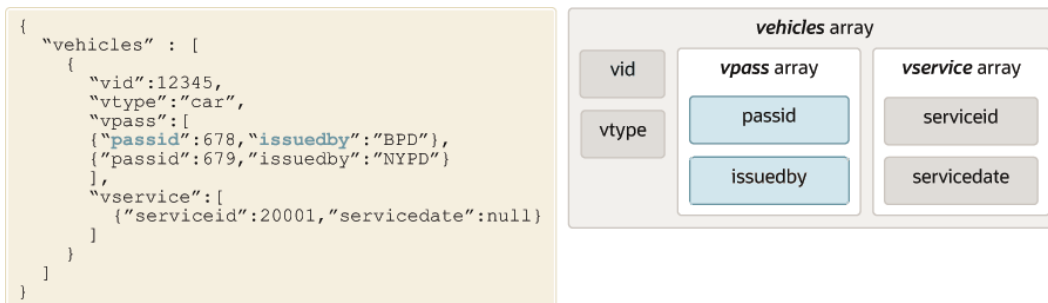 {
“vehicles” : [
{
“vid”:12345,
“vtype”:”car”,
“vpass”:[
{“passid”:678,“issuedby”:”BPD”},
{”passid”:679,”issuedby”:”NYPD”}
],
“vservice”:[
{”serviceid”:20001,”servicedate”:null}
]
}
]
}
vehicles array
vid
vtype
vpass array
passid
issuedby
vservice array
serviceid
servicedate